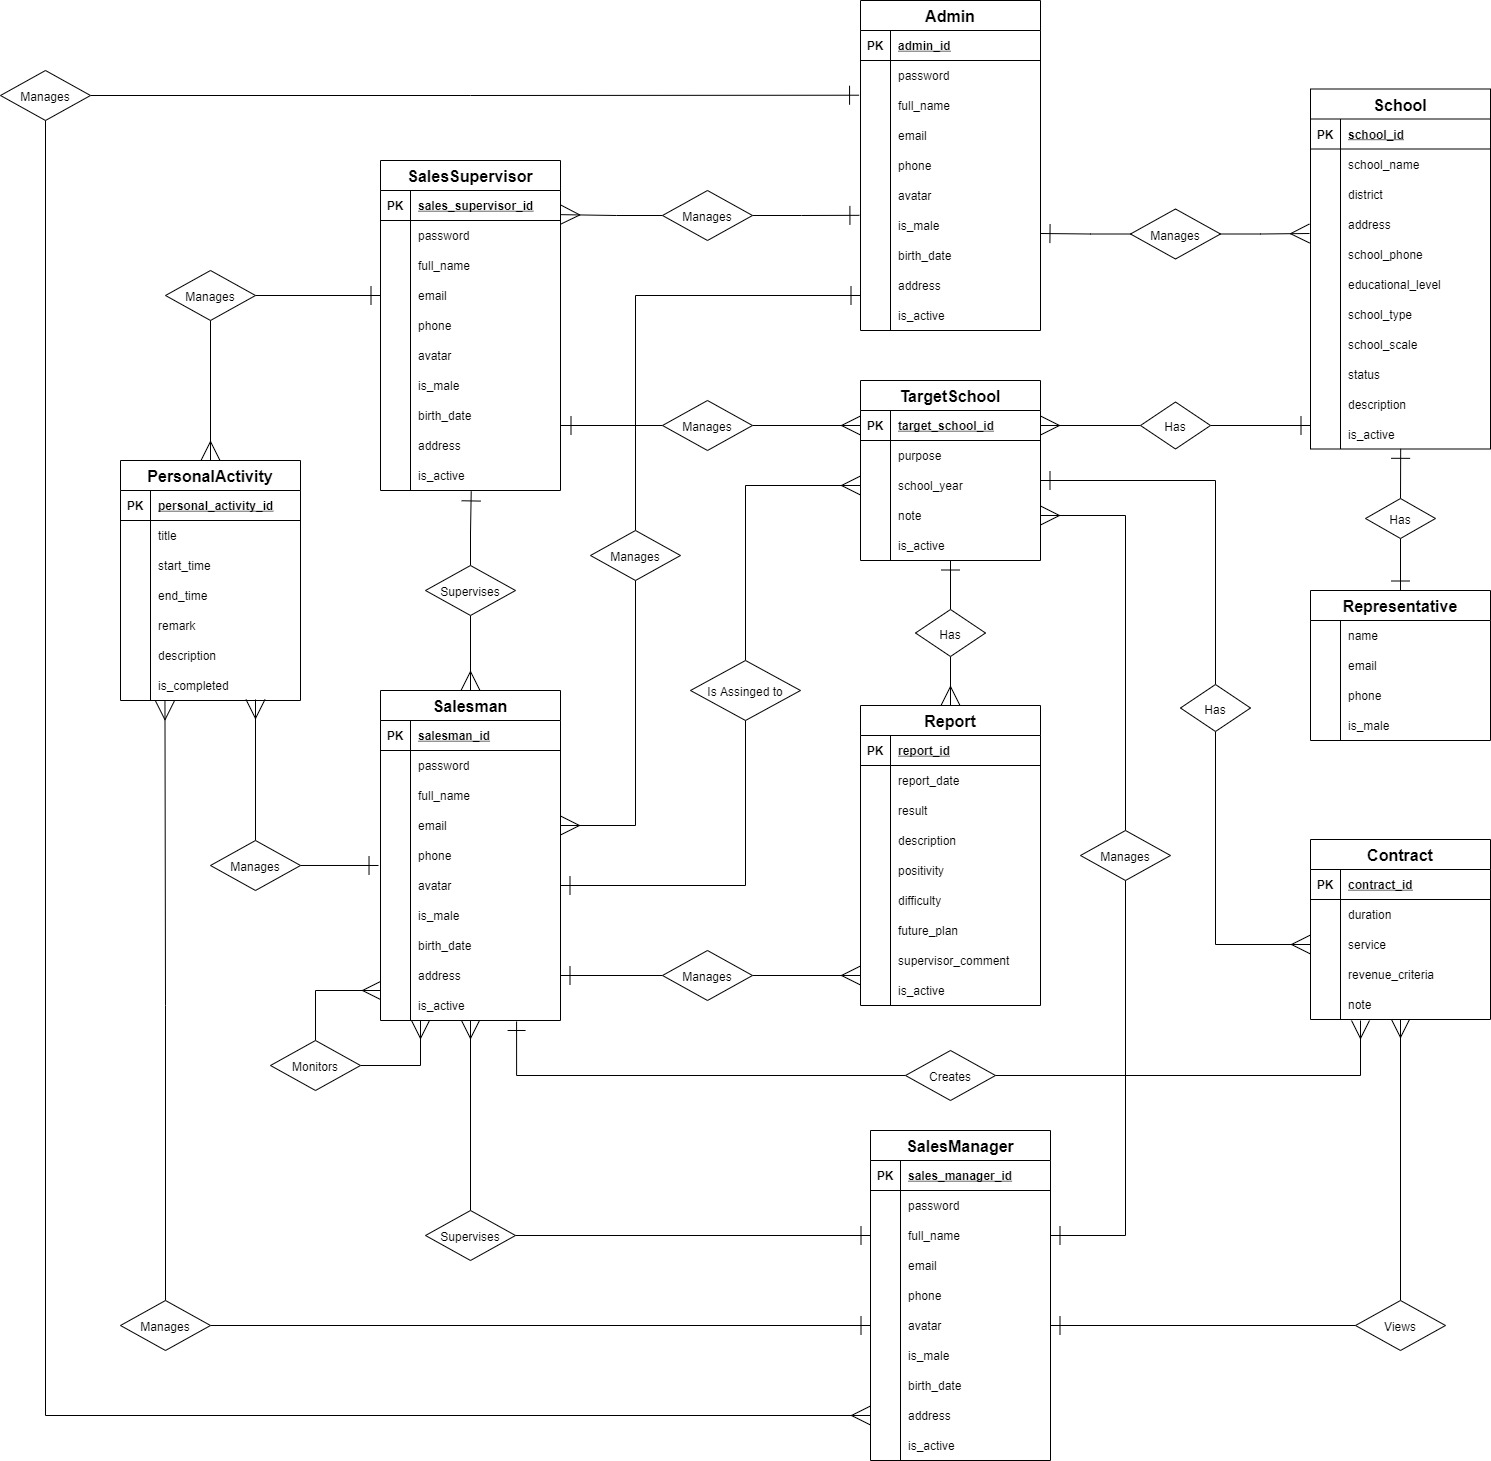 Admin
PK admin_id
password
full_name
email
phone
avatar
is_male
birth_date
address
is_active
Manages
School
PK school_id
school_name
district
address
school_phone
educational_level
school_type
school_scale
status
description
is_active
SalesSupervisor
PK sales_supervisor_id
password
full_name
email
phone
avatar
is_male
birth_date
address
is_active
Manages
Manages
Manages
TargetSchool
PK target_school_id
purpose
school_year
note
is_active
Manages
Has
PersonalActivity
PK personal_activity_id
title
start_time
end_time
remark
description
is_completed
Manages
Supervises
Has
Representative
name
email
phone
is_male
Has
Is Assinged to
Has
Salesman
PK salesman_id
password
full_name
email
phone
avatar
is_male
birth_date
address
is_active
Report
PK report_id
report_date
result
description
positivity
difficulty
future_plan
supervisor_comment
is_active
Manages
Manages
Manages
Contract
PK contract_id
duration
service
revenue_criteria
note
Monitors
Creates
SalesManager
PK sales_manager_id
password
full_name
email
phone
avatar
is_male
birth_date
address
is_active
Supervises
Manages
Views